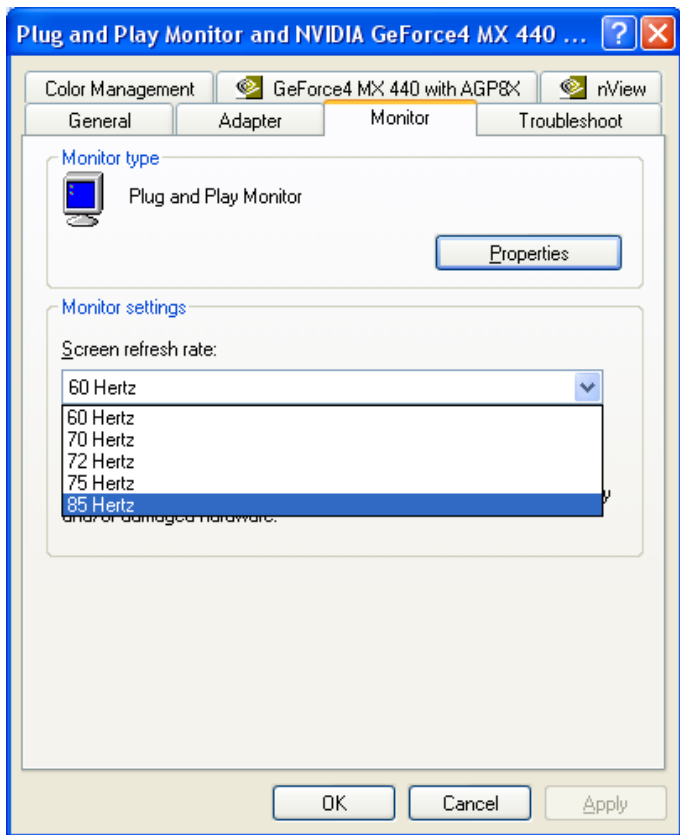 Plug and Play Monitor and NVIDIA GeForce4 MX 440 ...
Color Management
GeForce4 MX 440 with AGP8X
nView
General
Adapter
Monitor
Troubleshoot
Monitor type
Plug and Play Monitor
Properties
Monitor settings
Screen refresh rate:
60 Hertz
60 Hertz
70 Hertz
72 Hertz
75 Hertz
85 Hertz
and/or damaged hardware.
OK
Cancel
Apply